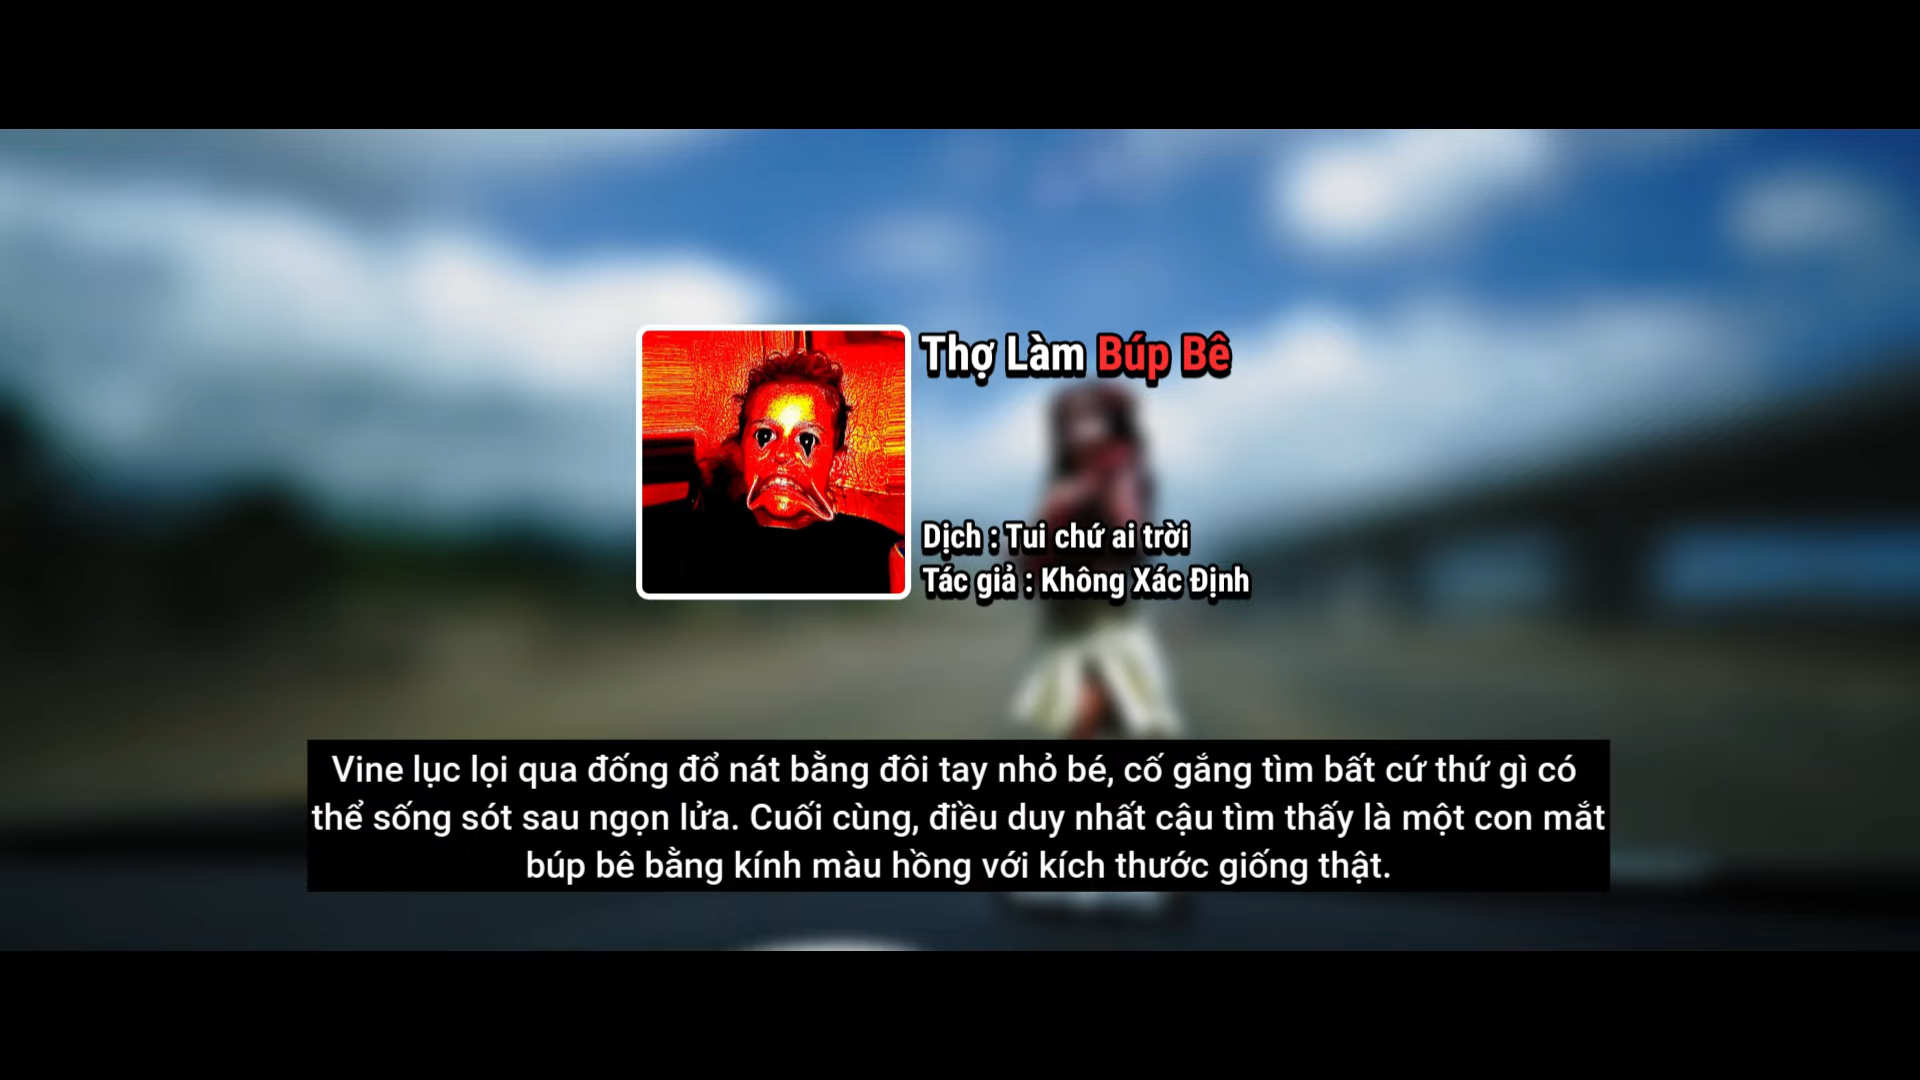 Thợ Làm Búp Bê
Dịch : Tui chứ ai trời
Tác giả : Không Xác Định
Vine lục lọi qua đống đổ nát bằng đôi tay nhỏ bé, cố gắng tìm bất cứ thứ gì có
thể sống sót sau ngọn lửa. Cuối cùng, điều duy nhất cậu tìm thấy là một con mắt
búp bê bằng kính màu hồng với kích thước giống thật.